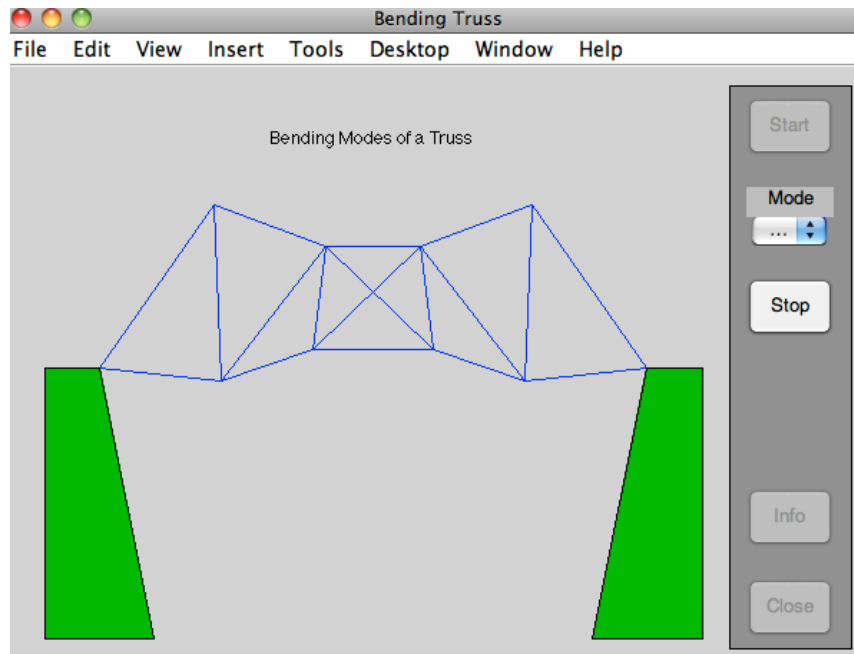 Bending Truss
File Edit View Insert Tools Desktop Window Help
Bending Modes of a Truss
Start
Mode
...
Stop
Info
Close